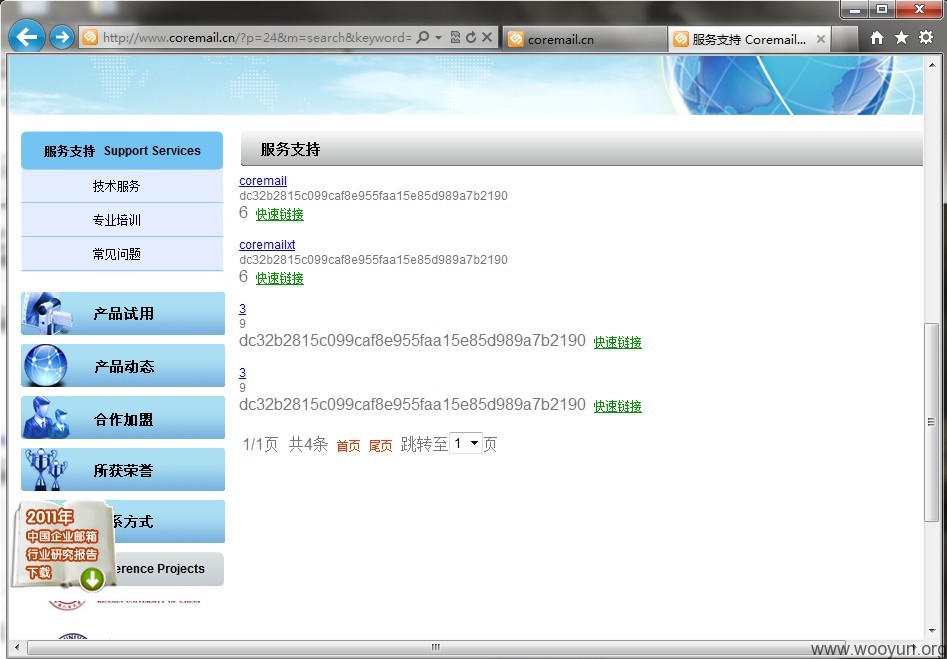 http://www.coremail.cn/?p=24&m=search&keyword=
coremail.cn
服务支持 Coremail...
服务支持 Support Services
技术服务
专业培训
常见问题
产品试用
产品动态
合作加盟
所获荣誉
系方式
2011年
中国企业邮箱
行业研究报告
下载
erence Projects
服务支持
coremail
dc32b2815c099caf8e955faa15e85d989a7b2190
6 快速链接
coremailxt
dc32b2815c099caf8e955faa15e85d989a7b2190
6 快速链接
3
9
dc32b2815c099caf8e955faa15e85d989a7b2190 快速链接
3
9
dc32b2815c099caf8e955faa15e85d989a7b2190 快速链接
1/1页 共4条 首页 尾页 跳转至 1 页
www.wooyun.org